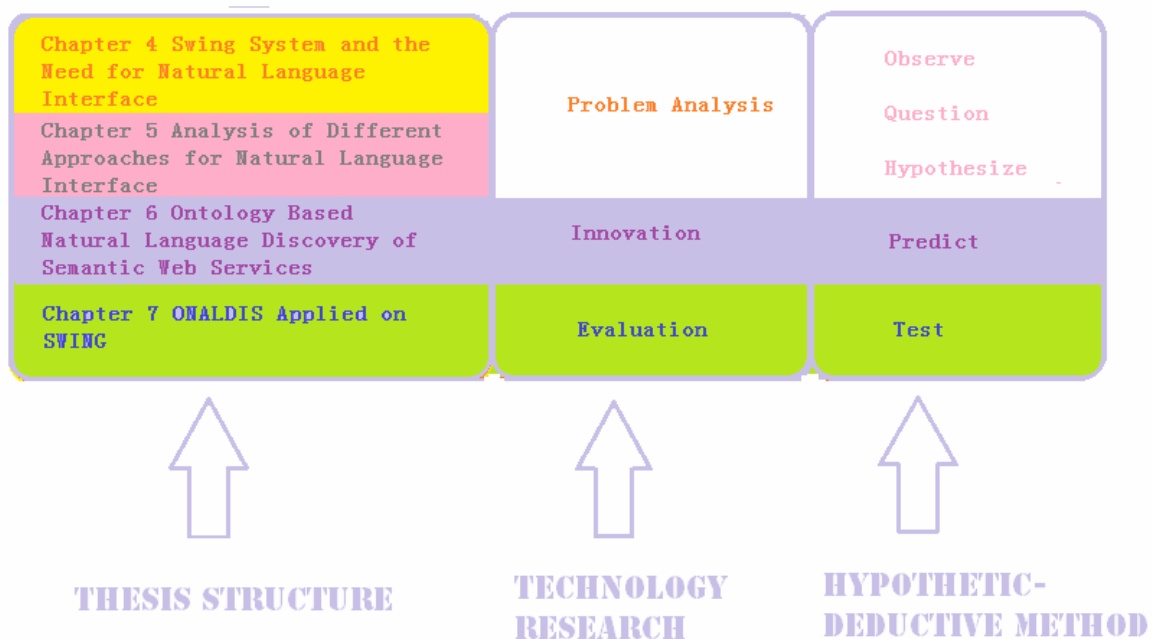 Chapter 4 Swing System and the
Need for Natural Language
Interface
Chapter 5 Analysis of Different
Approaches for Natural Language
Interface
Chapter 6 Ontology Based
Natural Language Discovery of
Semantic Web Services
Chapter 7 ONALDIS Applied on
SWING
Problem Analysis
Innovation
Evaluation
Observe
Question
Hypothesize
Predict
Test
THESIS STRUCTURE
TECHNOLOGY
RESEARCH
HYPOTHETIC-
DEDUCTIVE METHOD